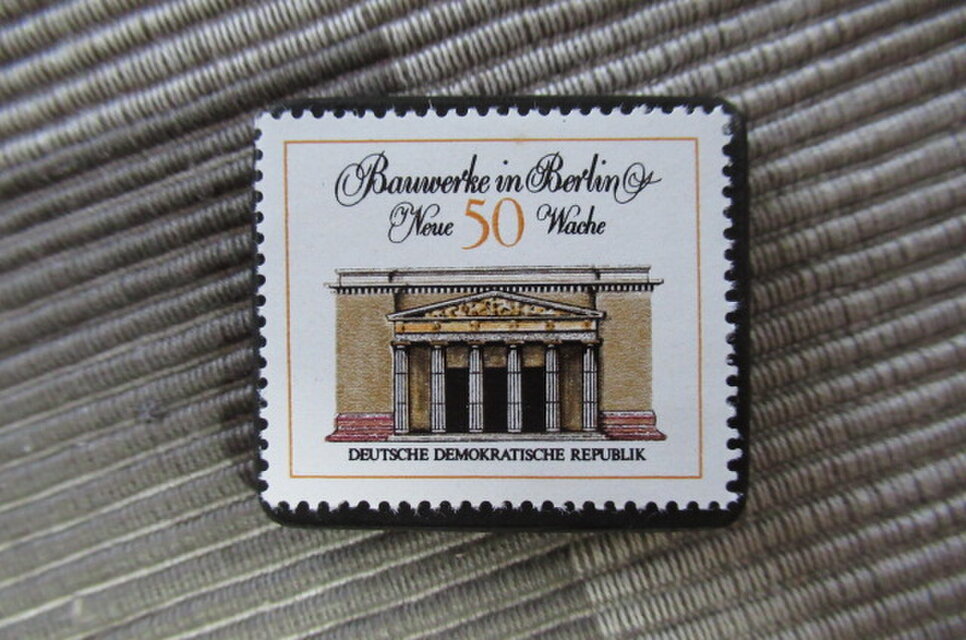 Bauwerke in Berlin
Neue 50 Wache
DEUTSCHE DEMOKRATISCHE REPUBLIK